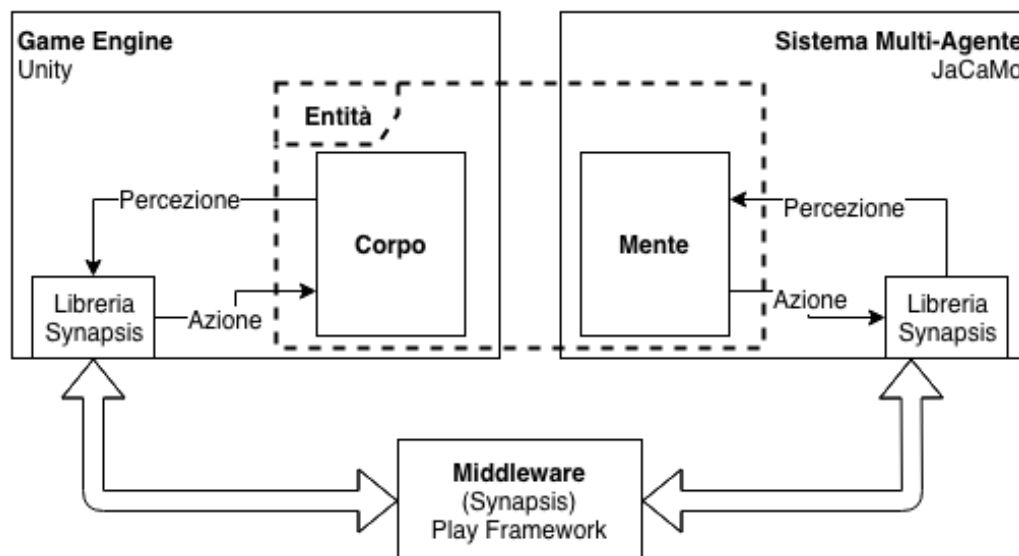 Game Engine
Unity
Sistema Multi-Agente
JaCaMo
Entità
Percezione
Corpo
Azione
Libreria
Synapsis
Mente
Percezione
Azione
Libreria
Synapsis
Middleware
(Synapsis)
Play Framework